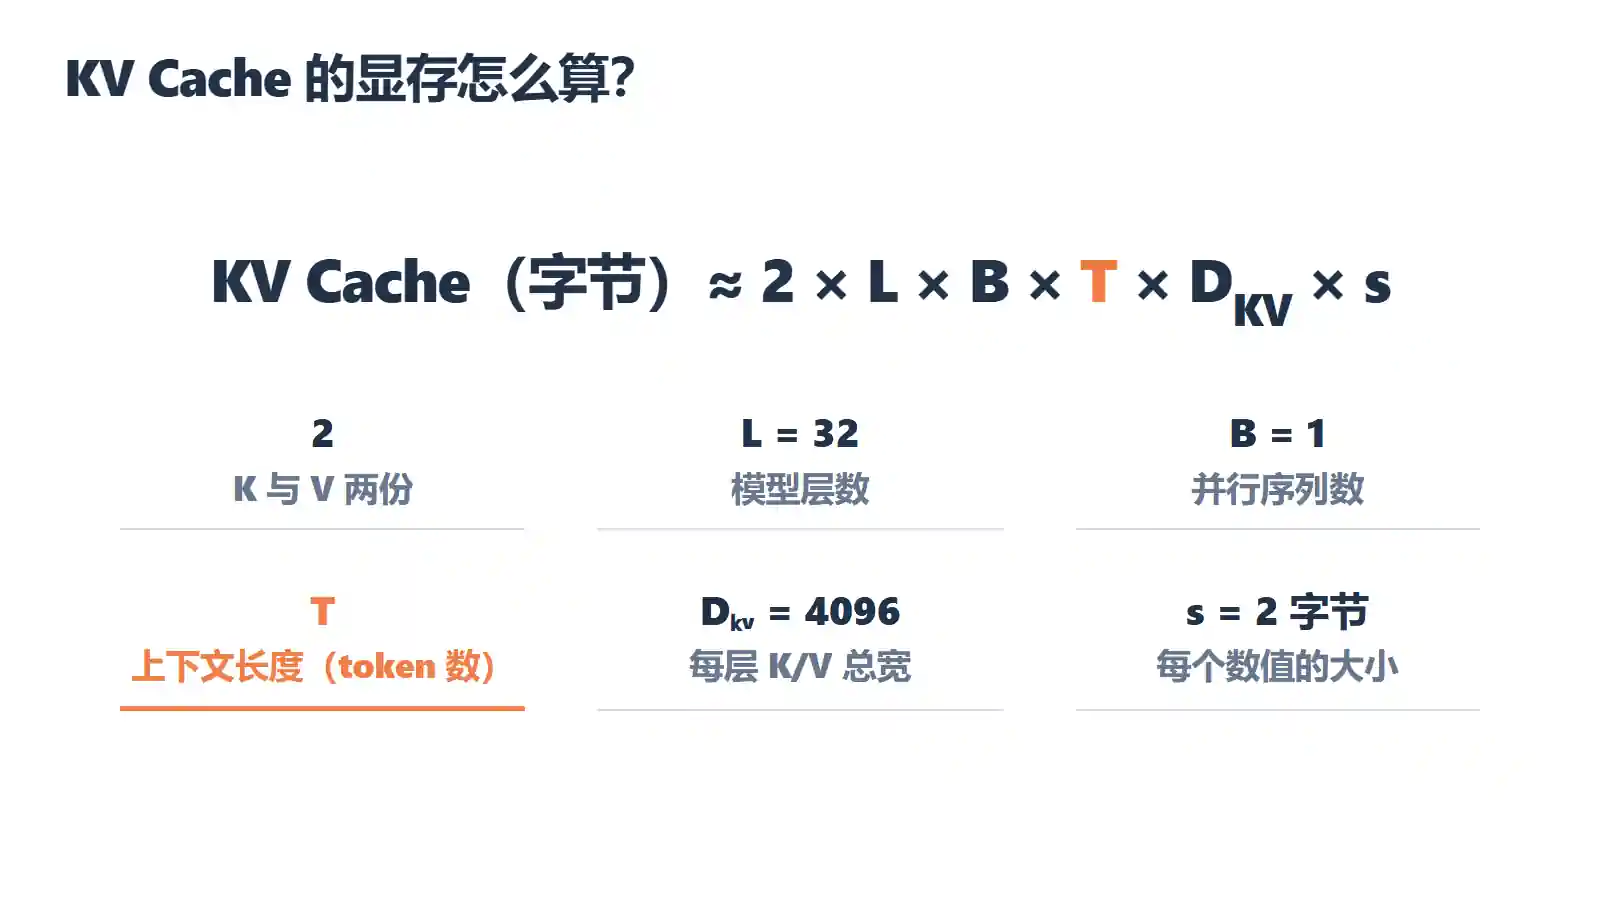 KV Cache 的显存怎么算？
KV Cache（字节）≈ 2 × L × B × T × D_KV × s
2
K 与 V 两份
L = 32
模型层数
B = 1
并行序列数
T
上下文长度（token 数）
D_kv = 4096
每层 K/V 总宽
s = 2 字节
每个数值的大小